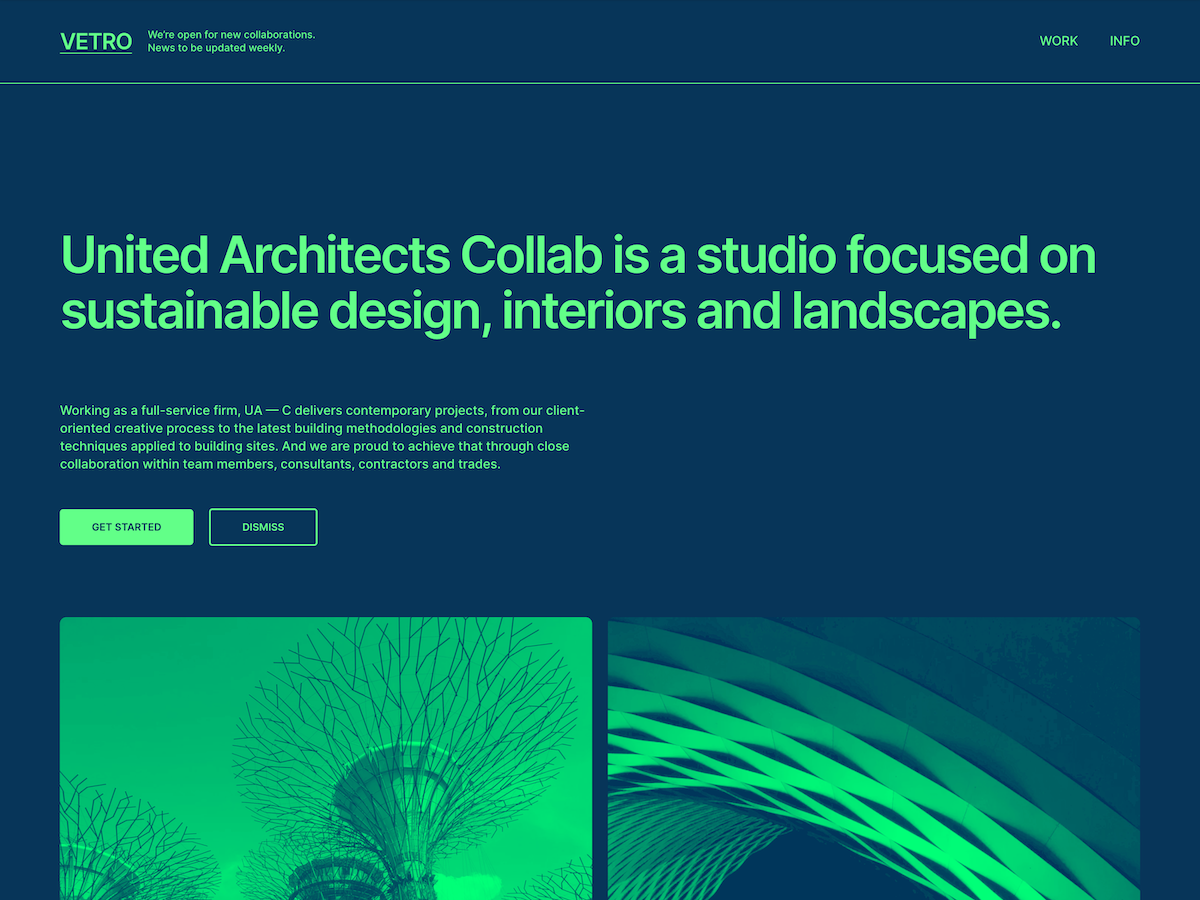 VETRO
We're open for new collaborations.
News to be updated weekly.
WORK
INFO
United Architects Collab is a studio focused on
sustainable design, interiors and landscapes.
Working as a full-service firm, UA — C delivers contemporary projects, from our client-
oriented creative process to the latest building methodologies and construction
techniques applied to building sites. And we are proud to achieve that through close
collaboration within team members, consultants, contractors and trades.
GET STARTED
DISMISS